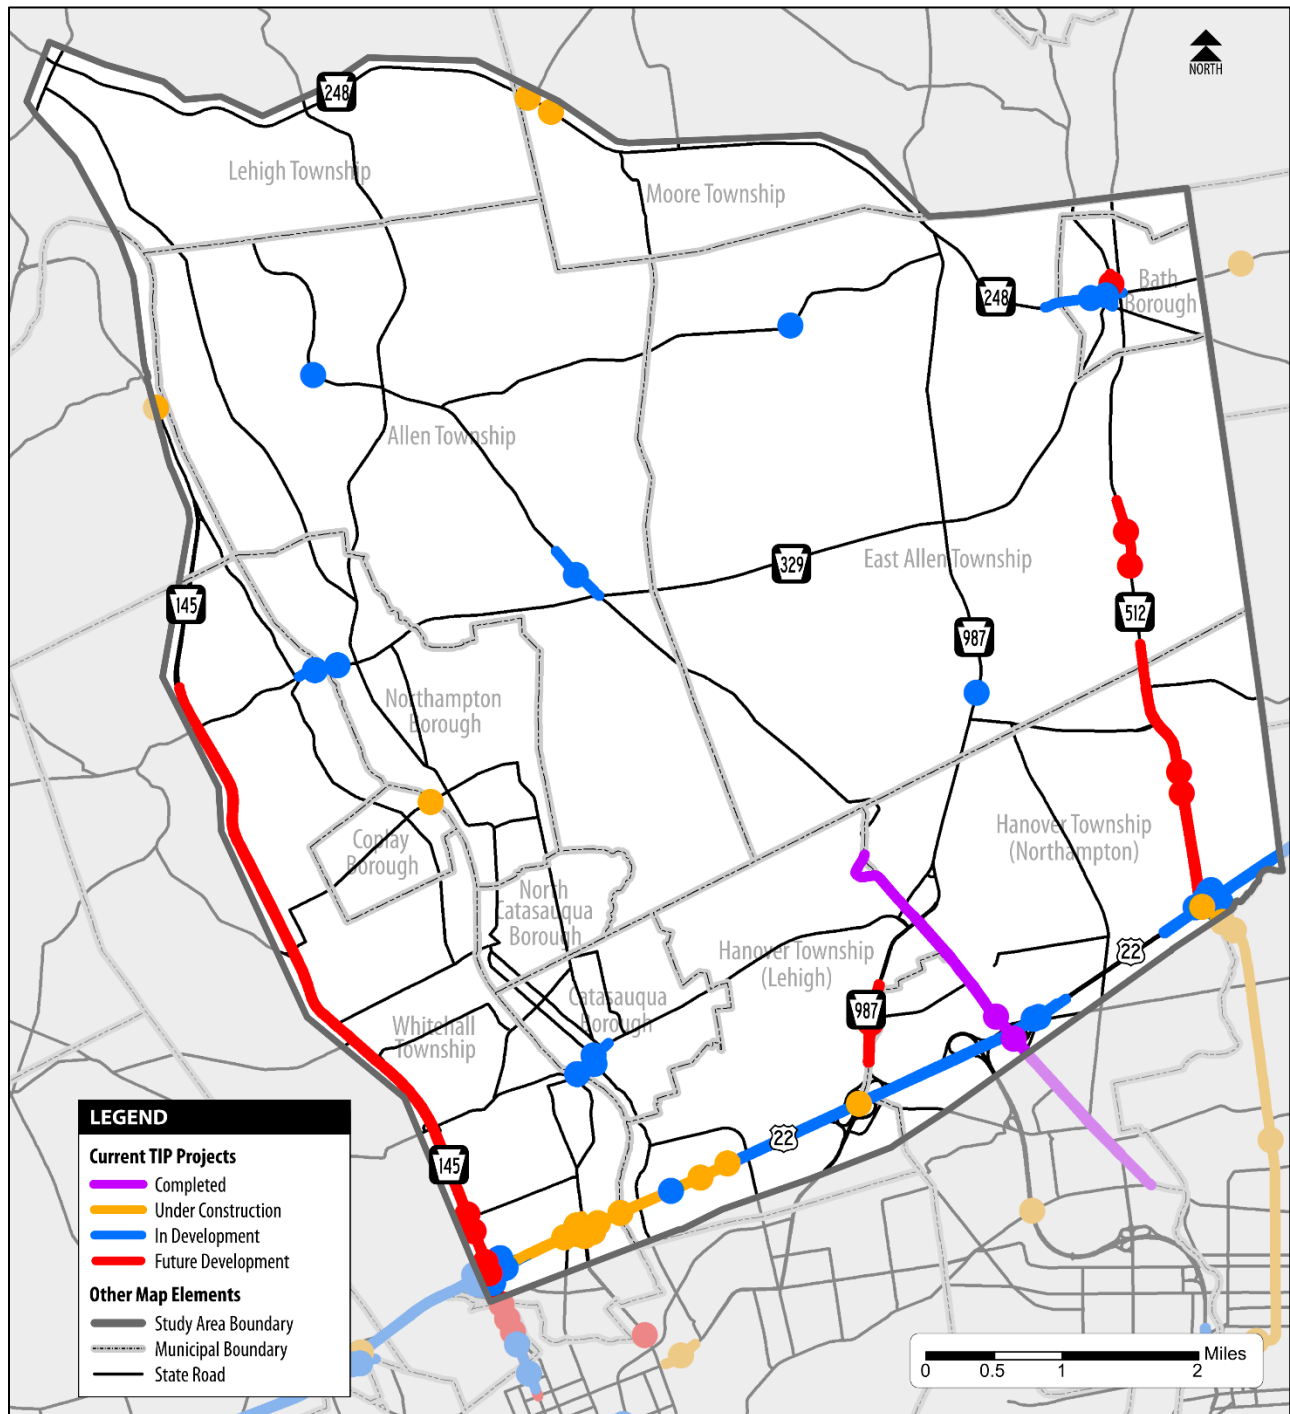 NORTH
248
Lehigh Township
Moore Township
248
Bath
Borough
Allen Township
329
East Allen Township
145
512
987
Northampton
Borough
Hanover Township
(Northampton)
Coplay
Borough
North
Catasauqua
Borough
Hanover Township
(Lehigh)
22
Catasauqua
Borough
987
Whitehall
Township
22
145
LEGEND
Current TIP Projects
Completed
Under Construction
In Development
Future Development
Other Map Elements
Study Area Boundary
Municipal Boundary
State Road
Miles
0 0.5 1 2